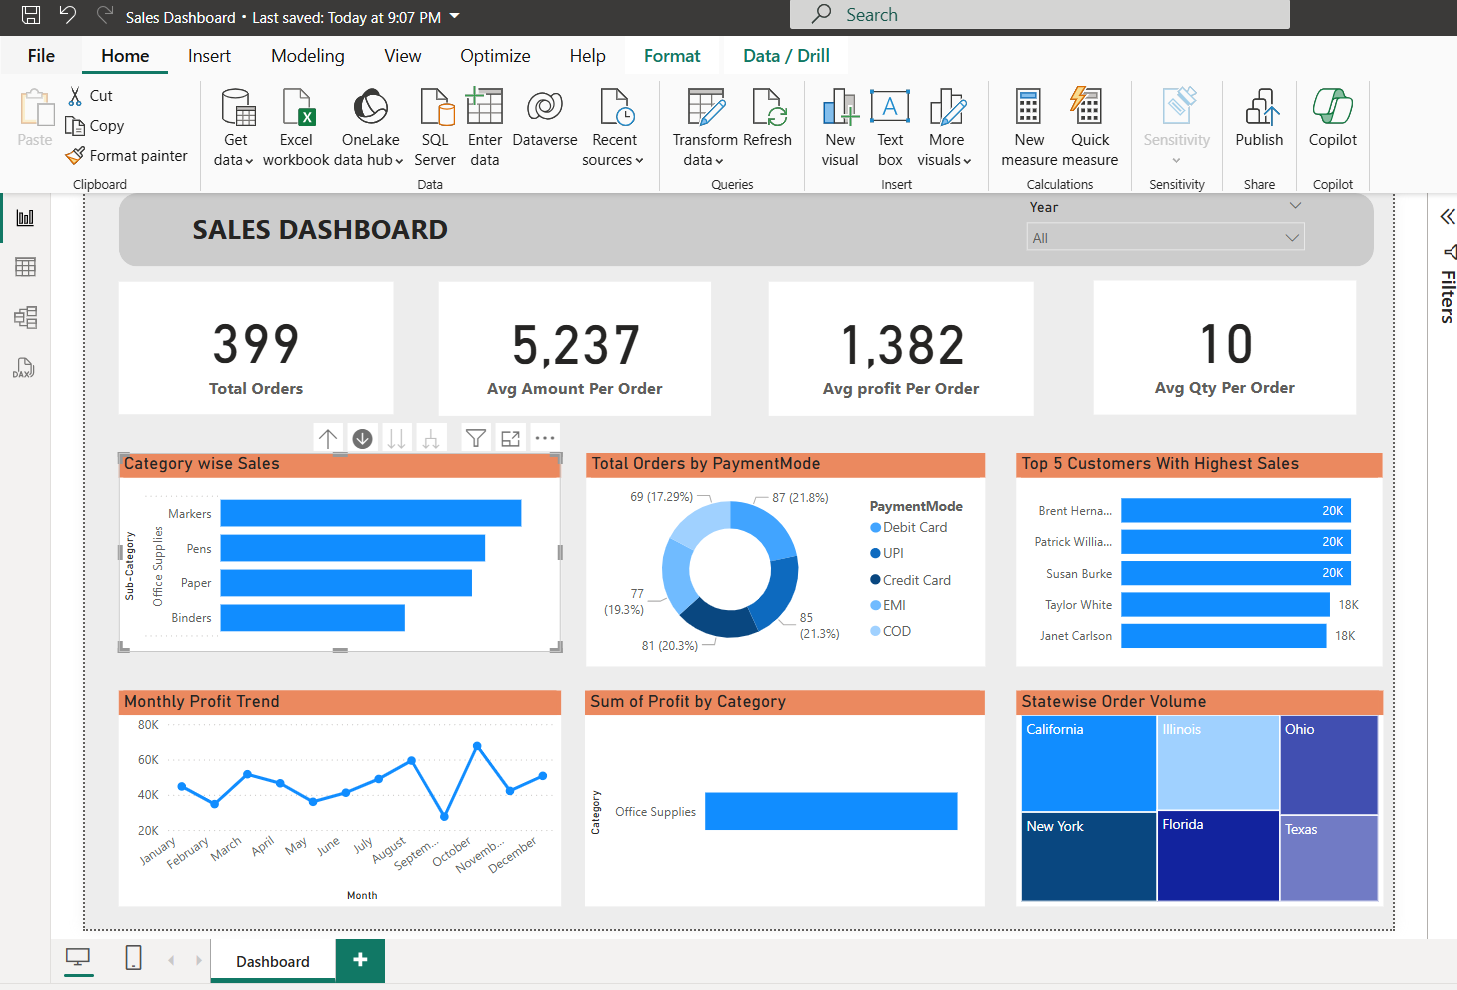 Sales Dashboard • Last saved: Today at 9:07 PM
Search
File Home Insert Modeling View Optimize Help Format Data / Drill
Paste
Cut
Copy
Format painter
Clipboard
Get data
Excel workbook
OneLake data hub
SQL Server
Enter data
Dataverse
Recent sources
Data
Transform data
Refresh
Queries
New visual
A
Text box
More visuals
Insert
New measure
Quick measure
Calculations
Sensitivity
Sensitivity
Publish
Share
Copilot
Copilot
DAX
Filters
SALES DASHBOARD
Year
All
399
Total Orders
5,237
Avg Amount Per Order
1,382
Avg profit Per Order
10
Avg Qty Per Order
Category wise Sales
Sub-Category
Office Supplies
Markers
Pens
Paper
Binders
Total Orders by PaymentMode
69 (17.29%)
87 (21.8%)
77
(19.3%)
85
(21.3%)
81 (20.3%)
PaymentMode
Debit Card
UPI
Credit Card
EMI
COD
Top 5 Customers With Highest Sales
Brent Herna... 20K
Patrick Willia... 20K
Susan Burke 20K
Taylor White 18K
Janet Carlson 18K
Monthly Profit Trend
80K
60K
40K
20K
January February March April May June July August Septem... October Novemb... December
Month
Sum of Profit by Category
Category
Office Supplies
Statewise Order Volume
California
Illinois
Ohio
New York
Florida
Texas
Dashboard